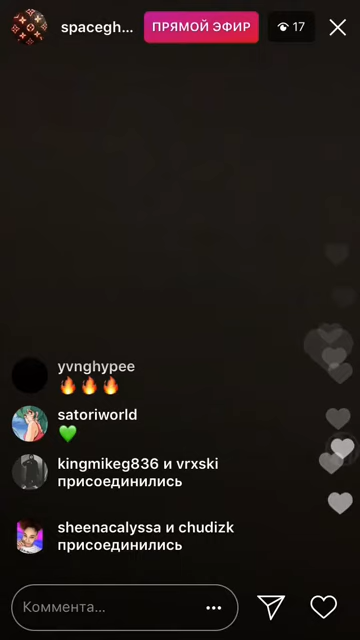 spacegh...
ПРЯМОЙ ЭФИР
17
yvnghypee
🔥🔥🔥
satoriworld
💚
kingmikeg836 и vrxski
присоединились
sheenacalyssa и chudizk
присоединились
Коммента...